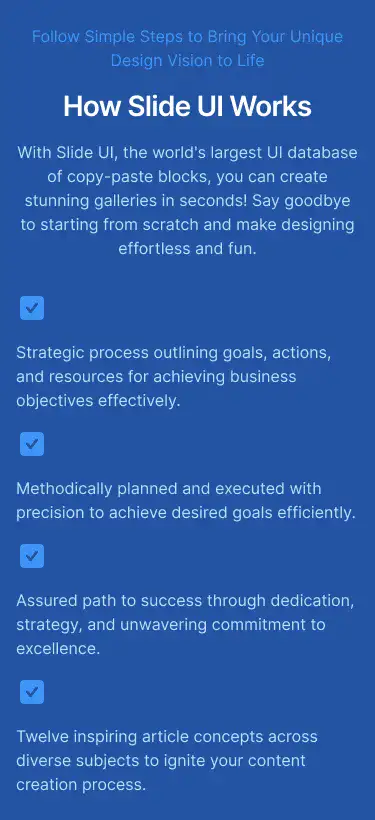 Follow Simple Steps to Bring Your Unique
Design Vision to Life
How Slide UI Works
With Slide UI, the world's largest UI database
of copy-paste blocks, you can create
stunning galleries in seconds! Say goodbye
to starting from scratch and make designing
effortless and fun.
Strategic process outlining goals, actions,
and resources for achieving business
objectives effectively.
Methodically planned and executed with
precision to achieve desired goals efficiently.
Assured path to success through dedication,
strategy, and unwavering commitment to
excellence.
Twelve inspiring article concepts across
diverse subjects to ignite your content
creation process.